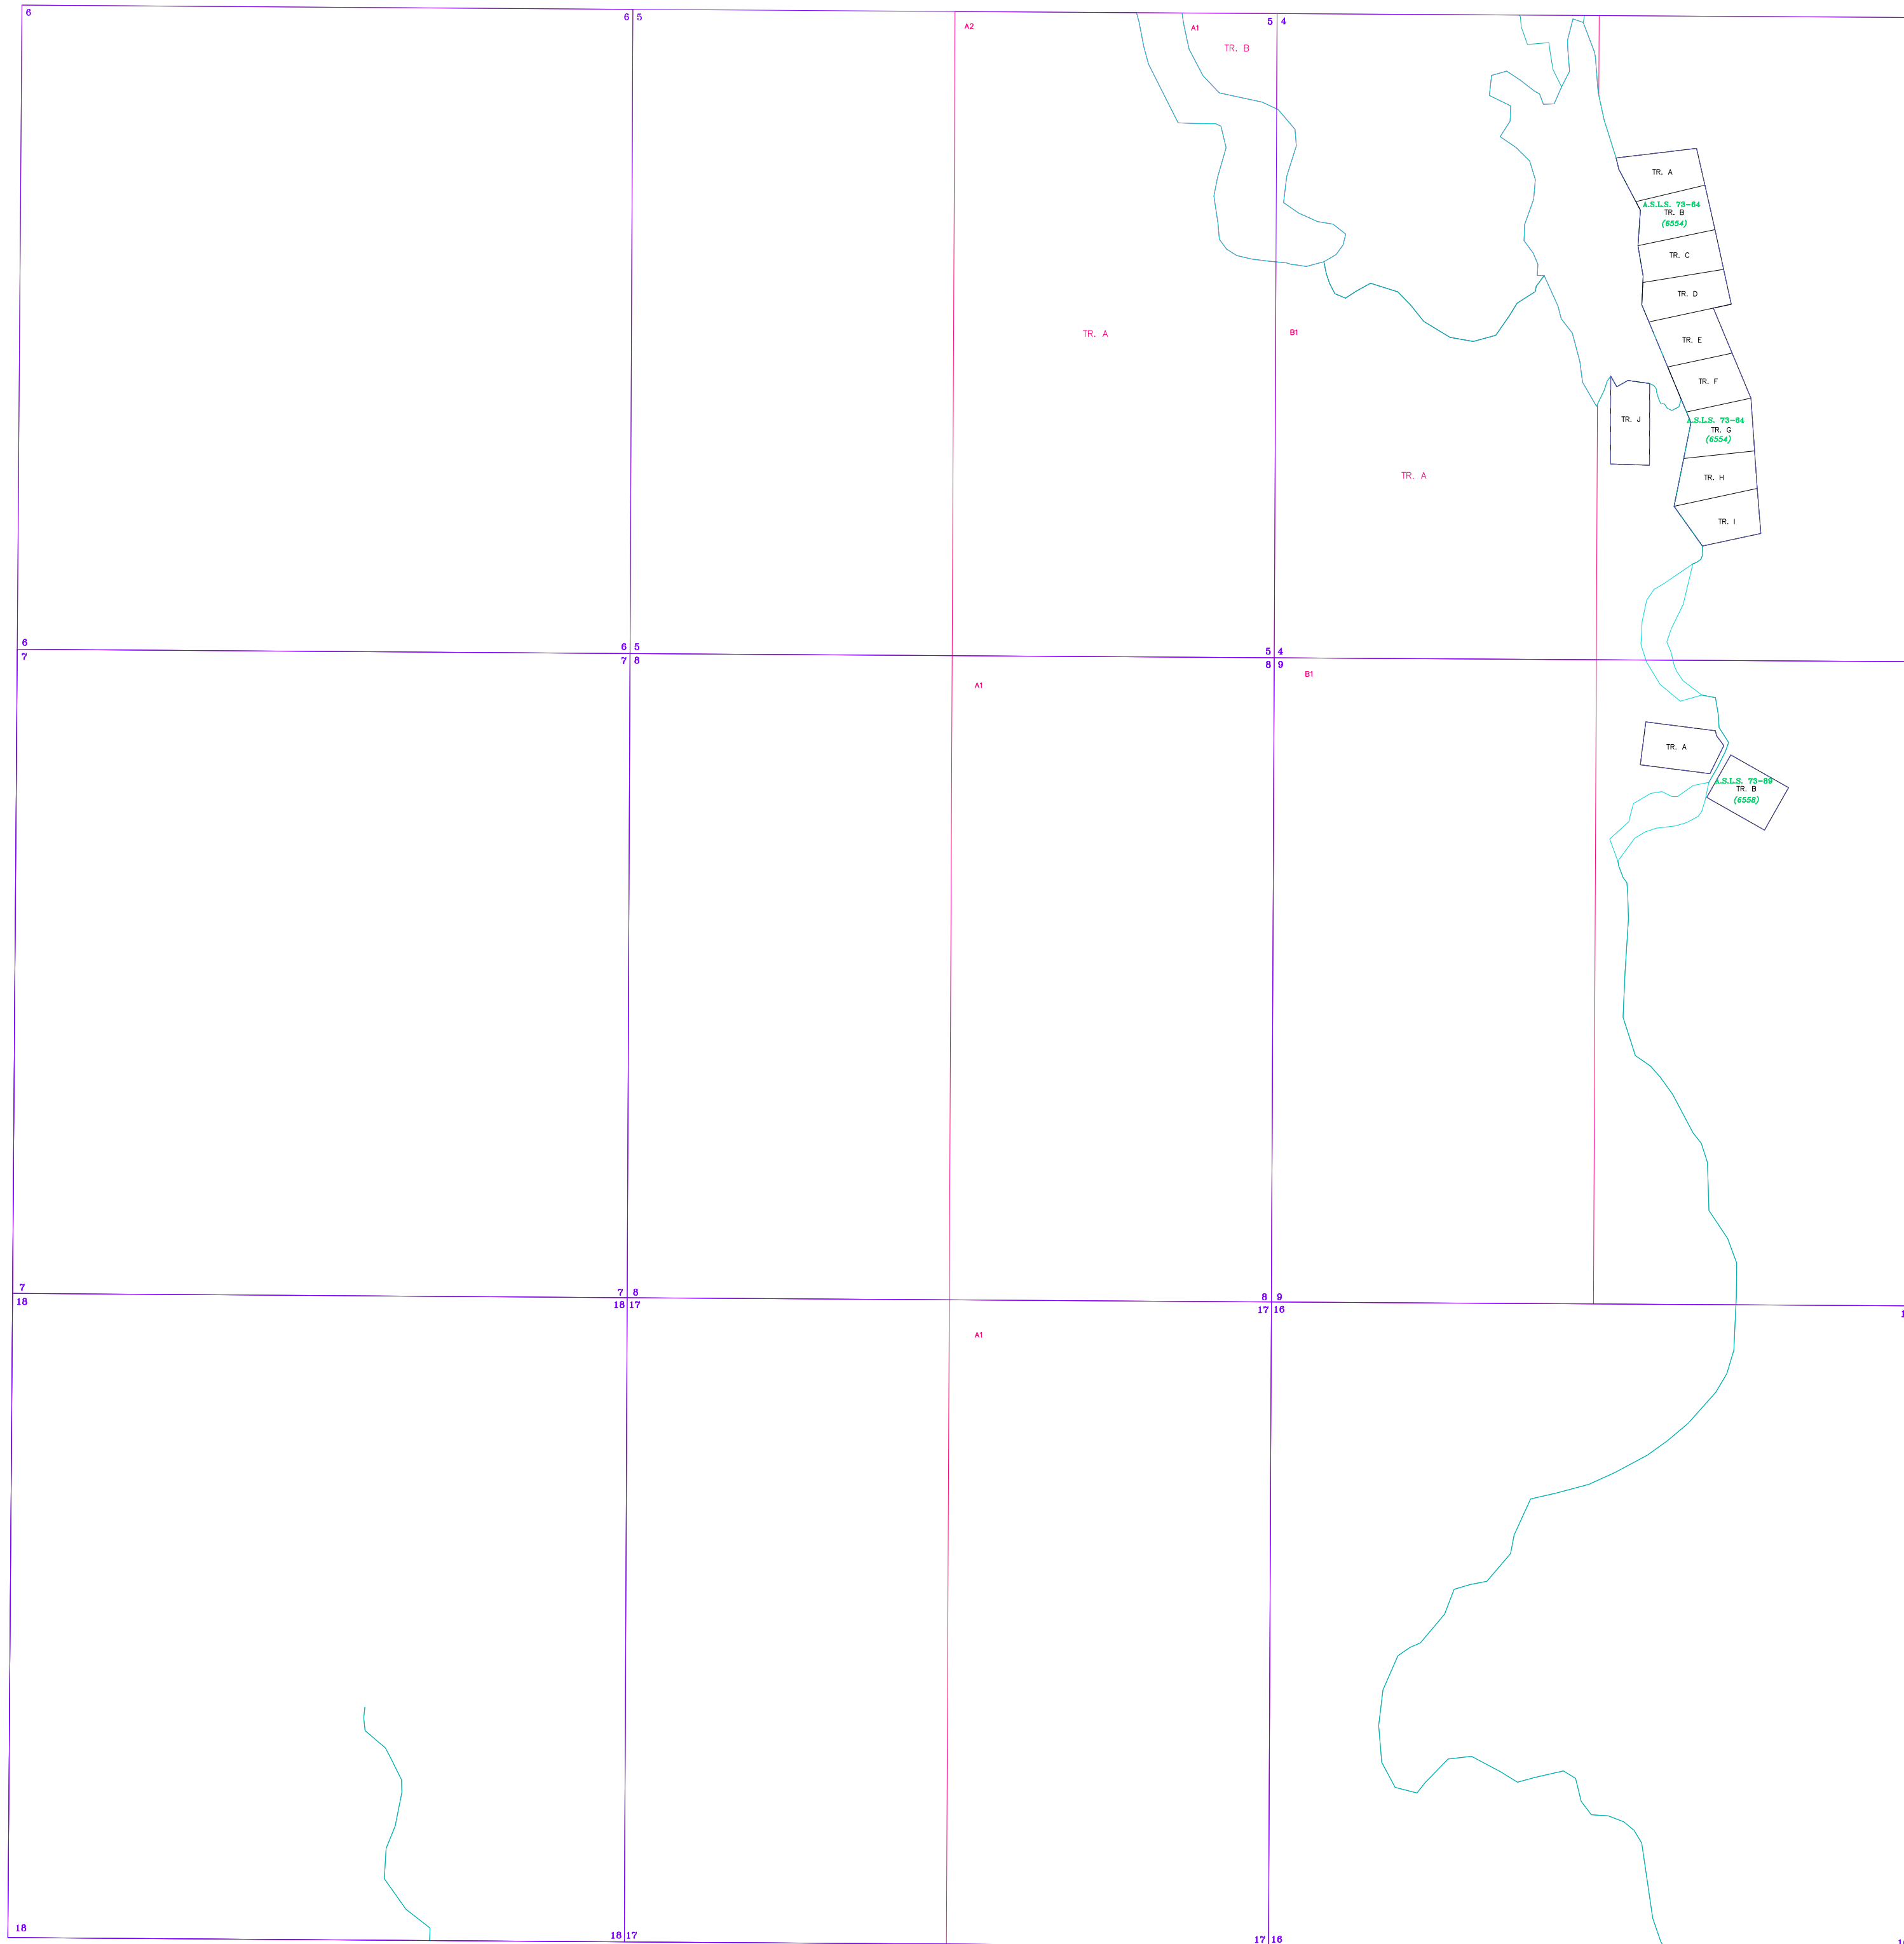 6
6 5
A2
A1
TR. B
5 4
TR. A
A.S.L.S. 73-64
TR. B
(6554)
TR. C
TR. D
TR. A
B1
TR. E
TR. F
TR. J
A.S.L.S. 73-64
TR. G
(6554)
TR. A
TR. H
TR. I
6
6 5
5 4
7
7 8
8 9
A1
B1
TR. A
A.S.L.S. 73-89
TR. B
(6558)
7
7 8
8 9
18
18 17
17 16
A1
18
18 17
17 16